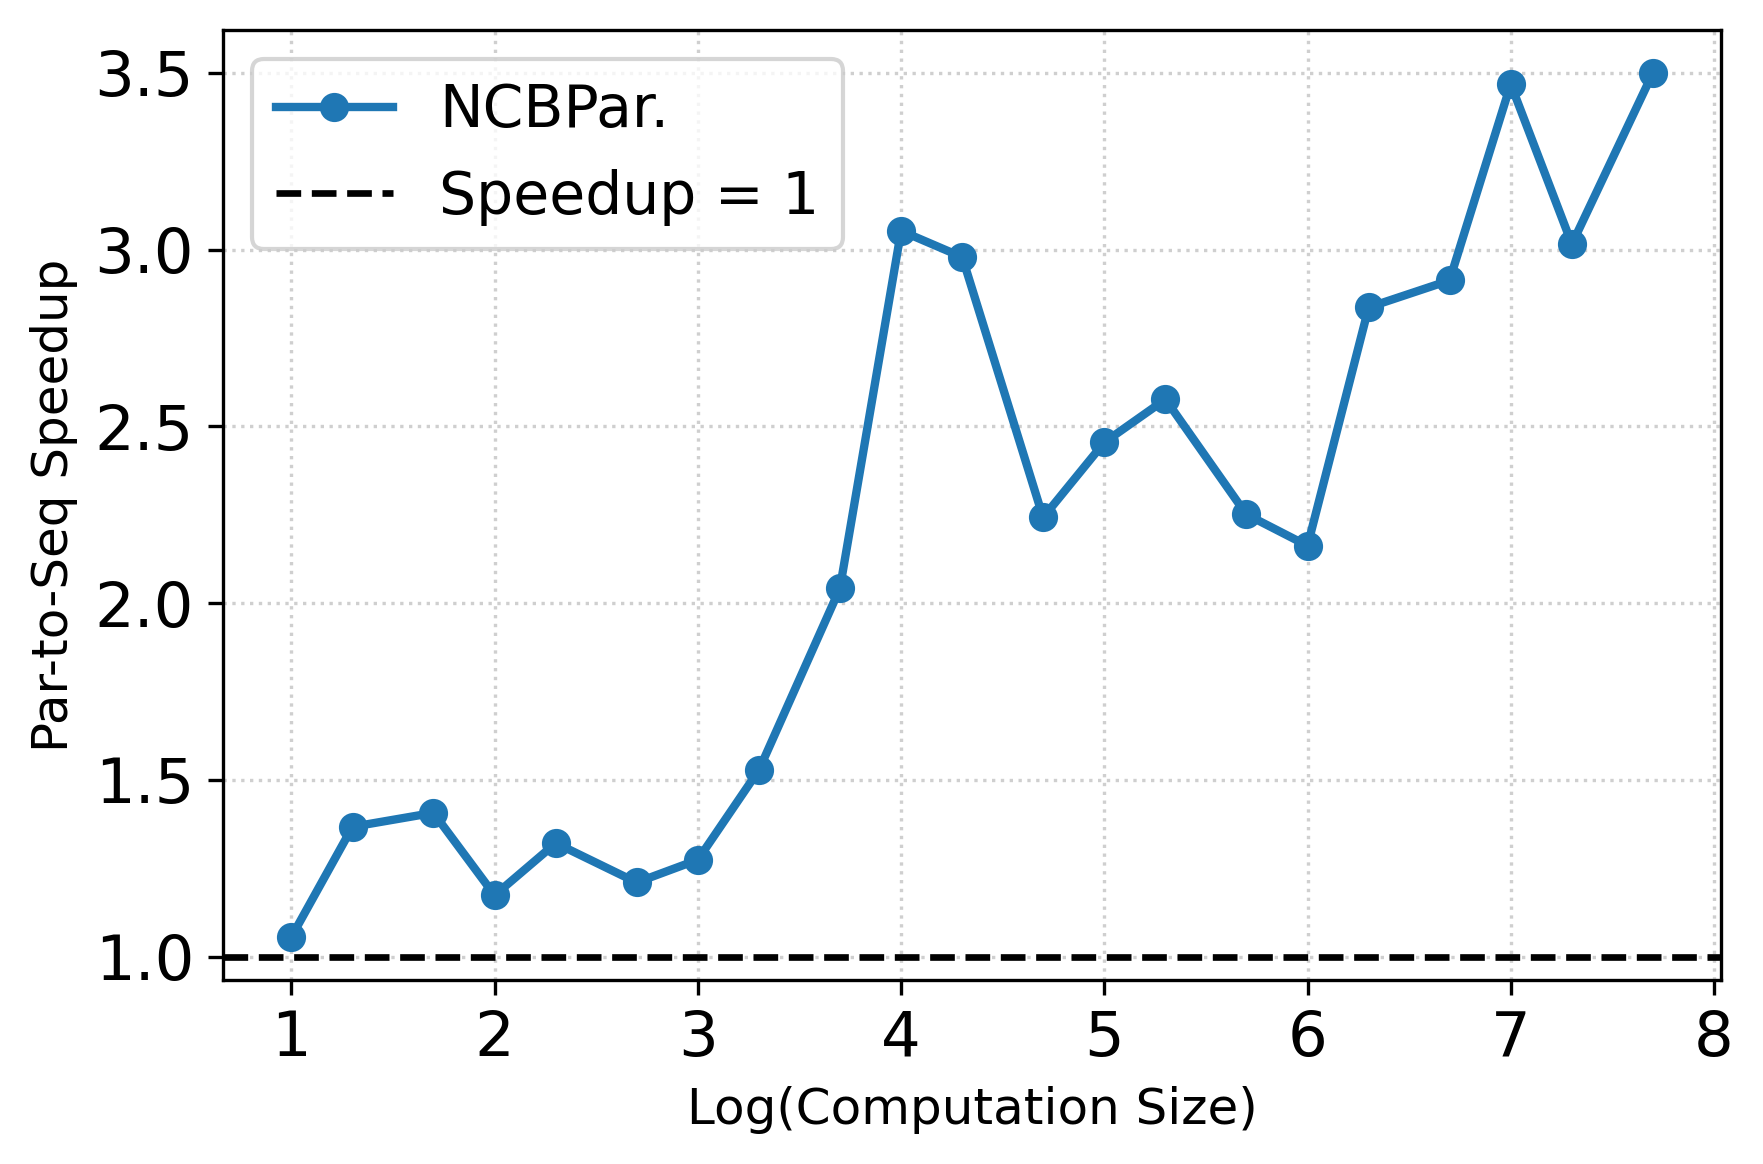 NCBPar.
Speedup = 1
Par-to-Seq Speedup
3.5
3.0
2.5
2.0
1.5
1.0
1 2 3 4 5 6 7 8
Log(Computation Size)